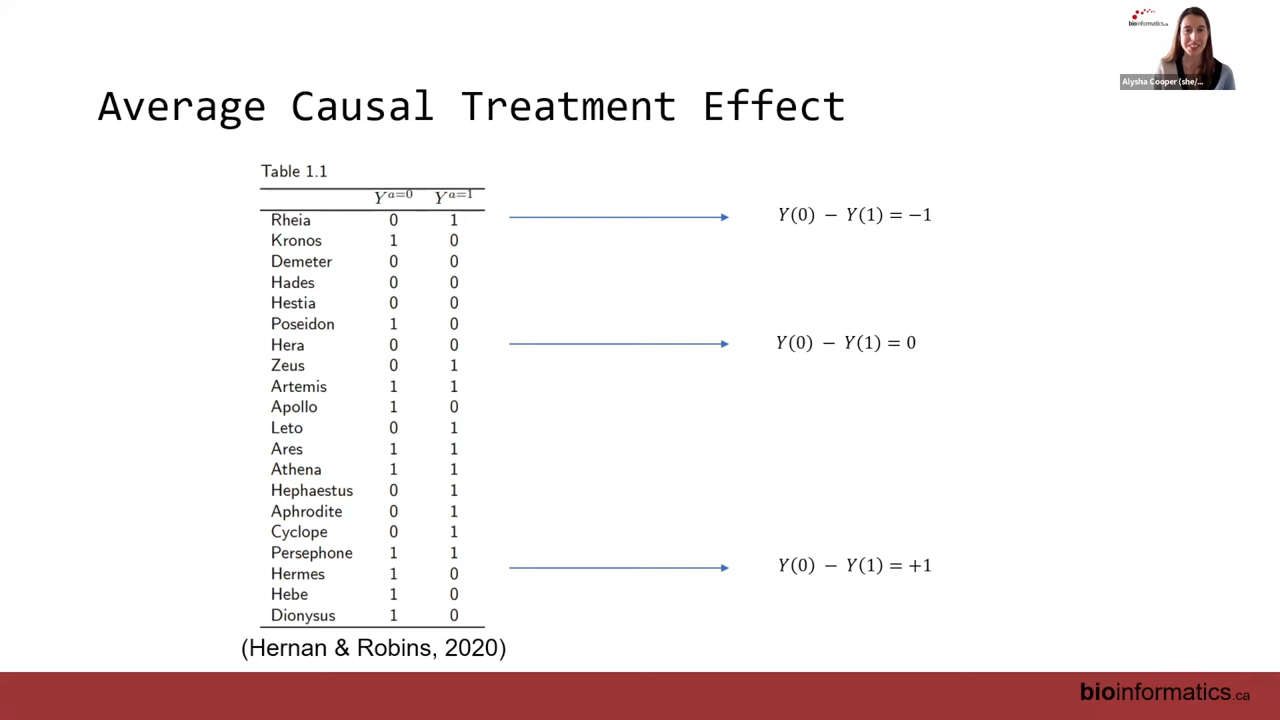 bioinformatics.ca
Alysha Cooper (she/...
Average Causal Treatment Effect
Table 1.1
Y^{a=0} Y^{a=1}
Rheia 0 1
Y(0) − Y(1) = −1
Kronos 1 0
Demeter 0 0
Hades 0 0
Hestia 0 0
Poseidon 1 0
Hera 0 0
Y(0) − Y(1) = 0
Zeus 0 1
Artemis 1 1
Apollo 1 0
Leto 0 1
Ares 1 1
Athena 1 1
Hephaestus 0 1
Aphrodite 0 1
Cyclope 0 1
Persephone 1 1
Hermes 1 0
Y(0) − Y(1) = +1
Hebe 1 0
Dionysus 1 0
(Hernan & Robins, 2020)
bioinformatics.ca